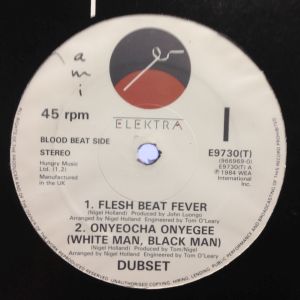 ami
45 rpm
ELEKTRA
I
BLOOD BEAT SIDE
STEREO
E9730(T)
(966969-0)
E9730(T) A
Hungry Music
Ltd. (1,2)
℗ 1984 WEA
International
Inc.
Manufactured
in the UK
1. FLESH BEAT FEVER
(Nigel Holland) Produced by John Luongo
Arranged by Nigel Holland Engineered by Tom O'Leary
2. ONYEOCHA ONYEGEE
(WHITE MAN, BLACK MAN)
(Nigel Holland) Produced by Tom/Nigel
Arranged by Nigel Holland Engineered by Tom O'Leary
DUBSET